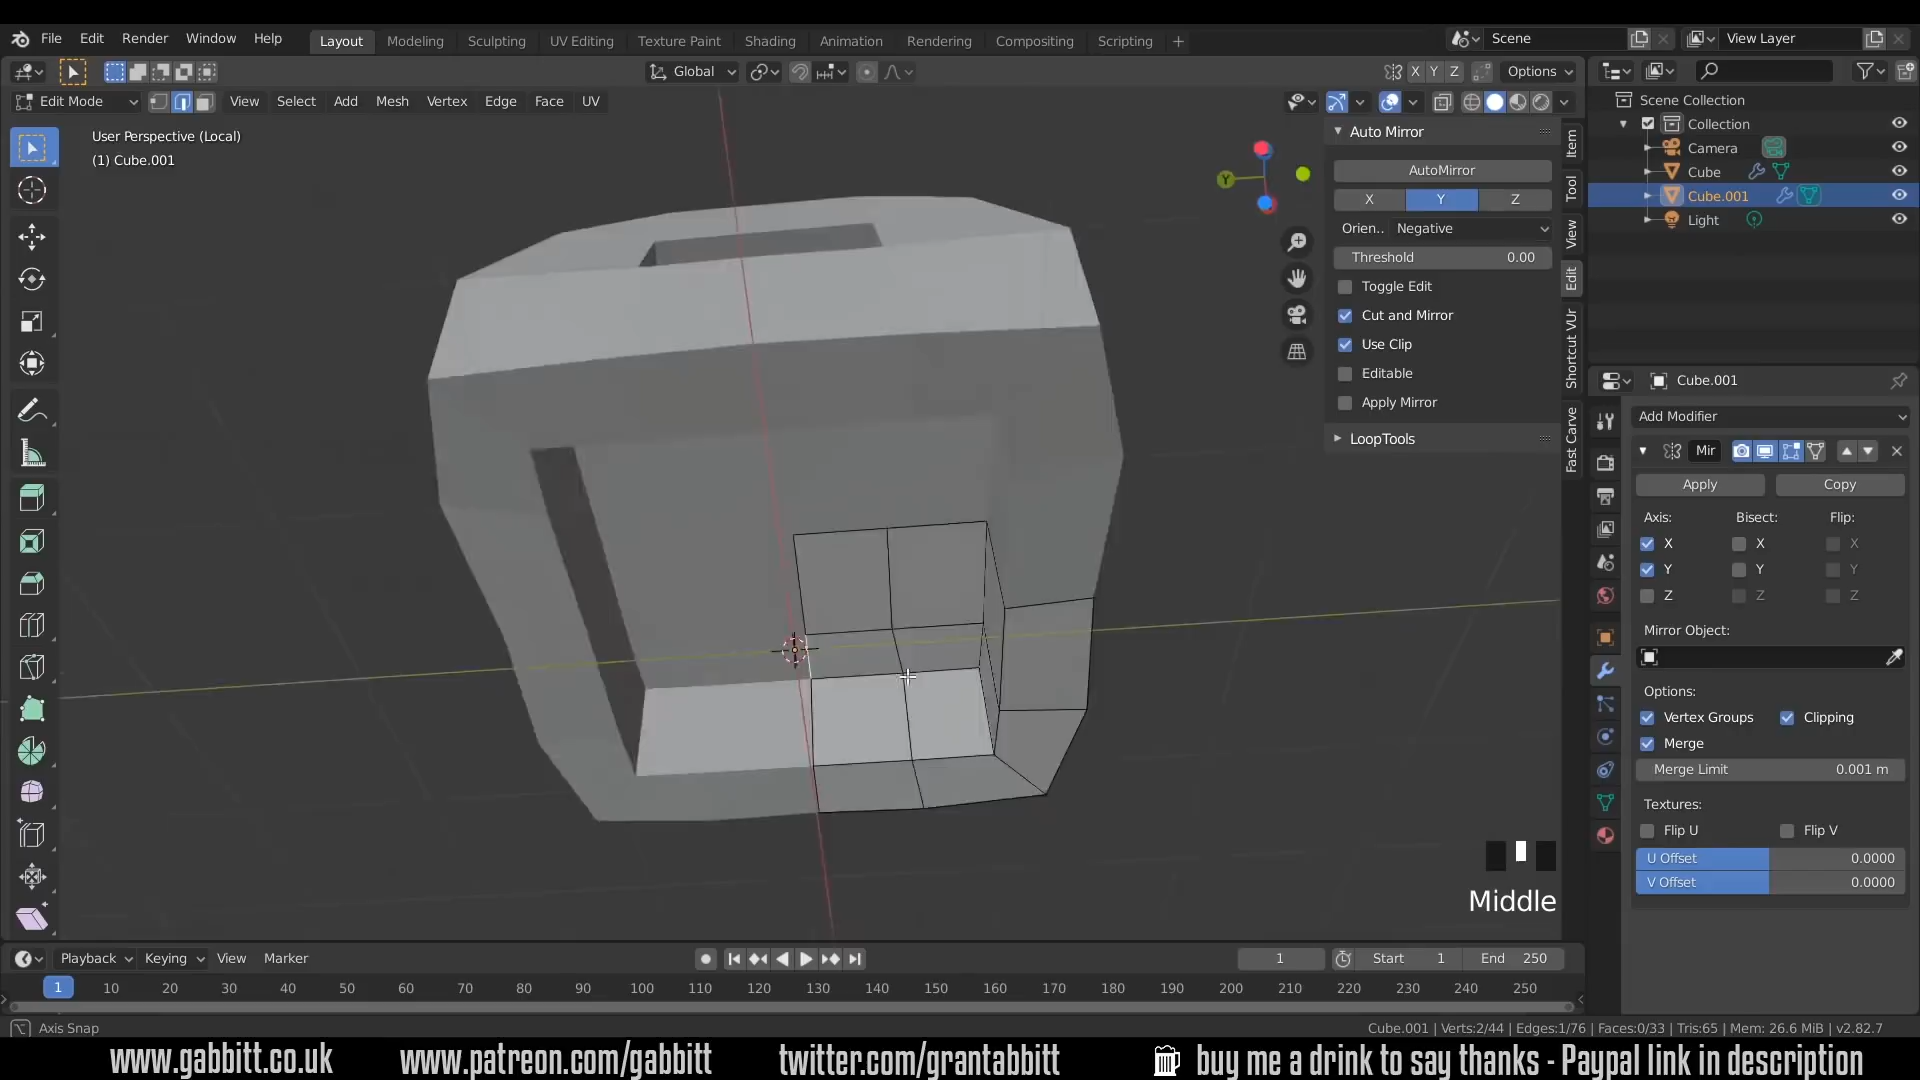 File Edit Render Window Help Layout Modeling Sculpting UV Editing Texture Paint Shading Animation Rendering Compositing Scripting + Scene View Layer
Global X Y Z Options
Edit Mode View Select Add Mesh Vertex Edge Face UV
User Perspective (Local)
(1) Cube.001
Auto Mirror
AutoMirror
X Y Z
Orien.. Negative
Threshold 0.00
Toggle Edit
Cut and Mirror
Use Clip
Editable
Apply Mirror
LoopTools
Item
Tool
View
Edit
Shortcut VUr
Fast Carve
Y
Scene Collection
Collection
Camera
Cube
Cube.001
Light
Cube.001
Add Modifier
Mir
Apply Copy
Axis: Bisect: Flip:
X X X
Y Y Y
Z Z Z
Mirror Object:
Options:
Vertex Groups Clipping
Merge
Merge Limit 0.001 m
Textures:
Flip U Flip V
U Offset 0.0000
V Offset 0.0000
Middle
Playback Keying View Marker 1 Start 1 End 250
1 10 20 30 40 50 60 70 80 90 100 110 120 130 140 150 160 170 180 190 200 210 220 230 240 250
Axis Snap Cube.001 | Verts:2/44 | Edges:1/76 | Faces:0/33 | Tris:65 | Mem: 26.6 MiB | v2.82.7
www.gabbitt.co.uk www.patreon.com/gabbitt twitter.com/grantabbitt buy me a drink to say thanks - Paypal link in description